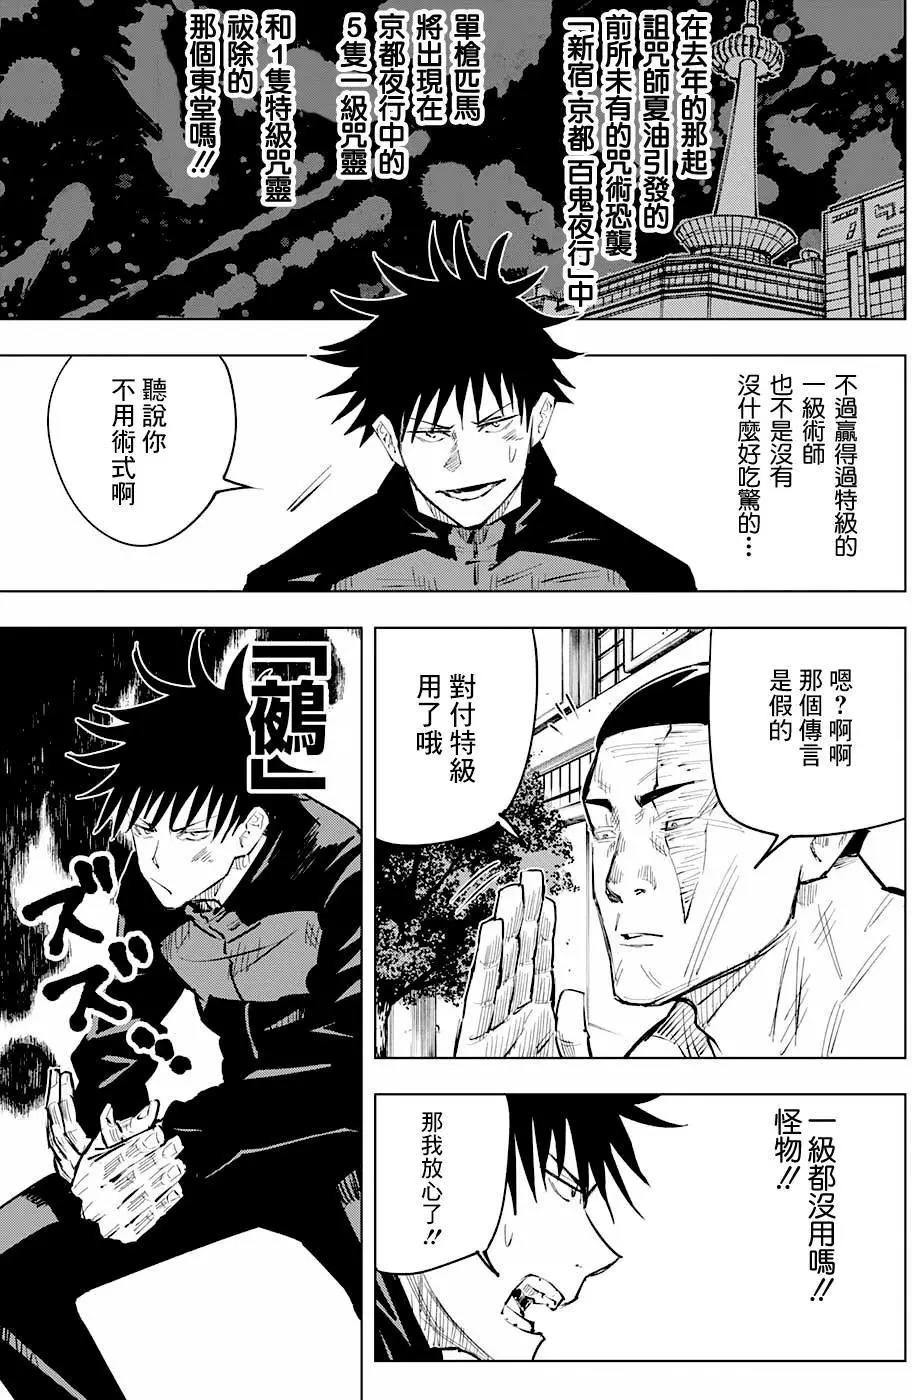 在去年的那起
詛咒師夏油引發的
前所未有的咒術恐襲
「新宿·京都 百鬼夜行」中
單槍匹馬
將出現在
京都夜行中的
5隻一級咒靈
和1隻特級咒靈
祓除的
那個東堂嗎!!
不過贏得過特級的
一級術師
也不是沒有
沒什麼好吃驚的…
聽說你
不用術式啊
嗯?啊啊
那個傳言
是假的
對付特級
用了哦
一級都沒用嗎!!
怪物!!
那我放心了!!
「鵺」
ズズズ…